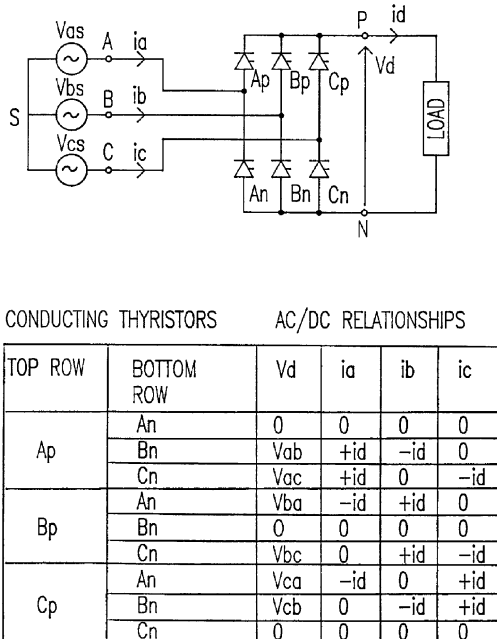 Vas A ia
Vbs B ib
S
Vcs C ic
P id
Vd
Ap Bp Cp
LOAD
An Bn Cn
N
CONDUCTING THYRISTORS AC/DC RELATIONSHIPS
TOP ROW BOTTOM ROW Vd ia ib ic
Ap An 0 0 0 0
Bn Vab +id -id 0
Cn Vac +id 0 -id
Bp An Vba -id +id 0
Bn 0 0 0 0
Cn Vbc 0 +id -id
Cp An Vca -id 0 +id
Bn Vcb 0 -id +id
Cn 0 0 0 0